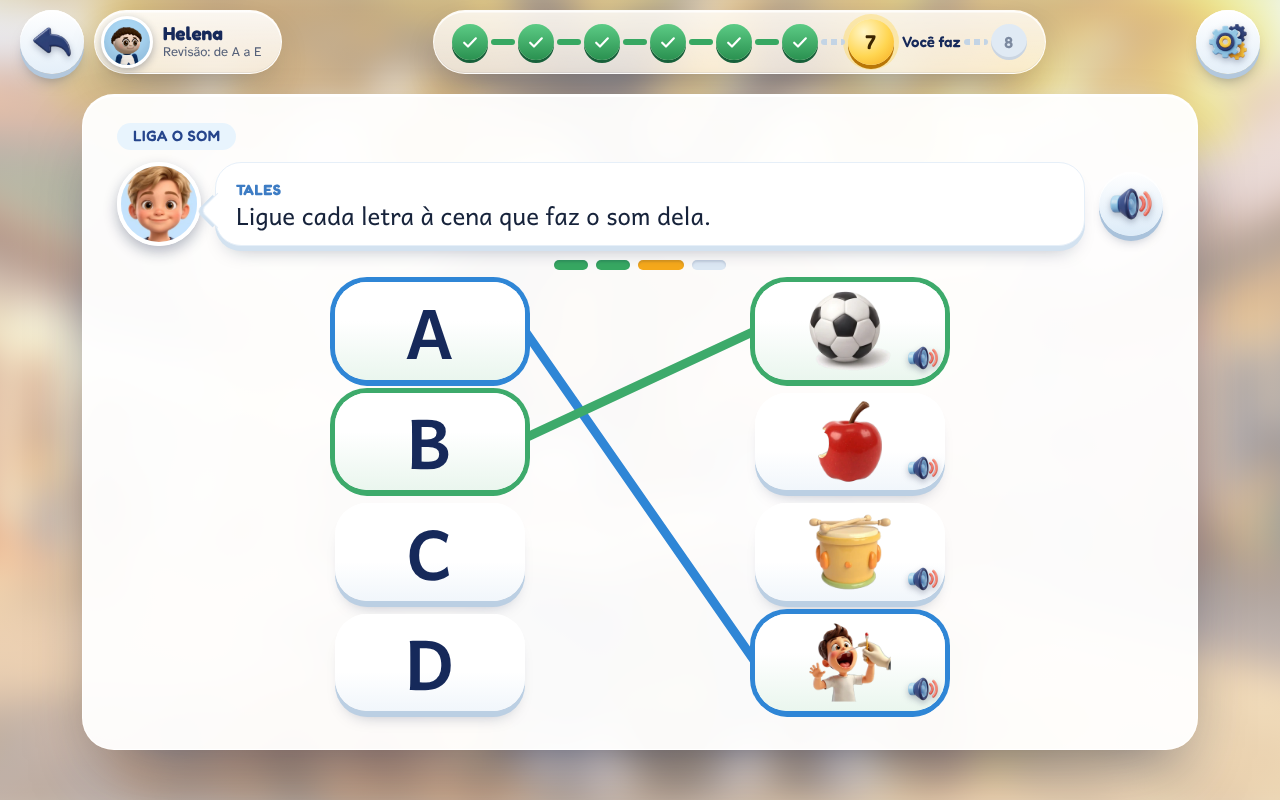 Helena
Revisão: de A a E
7
Você faz
8
LIGA O SOM
TALES
Ligue cada letra à cena que faz o som dela.
A
B
C
D